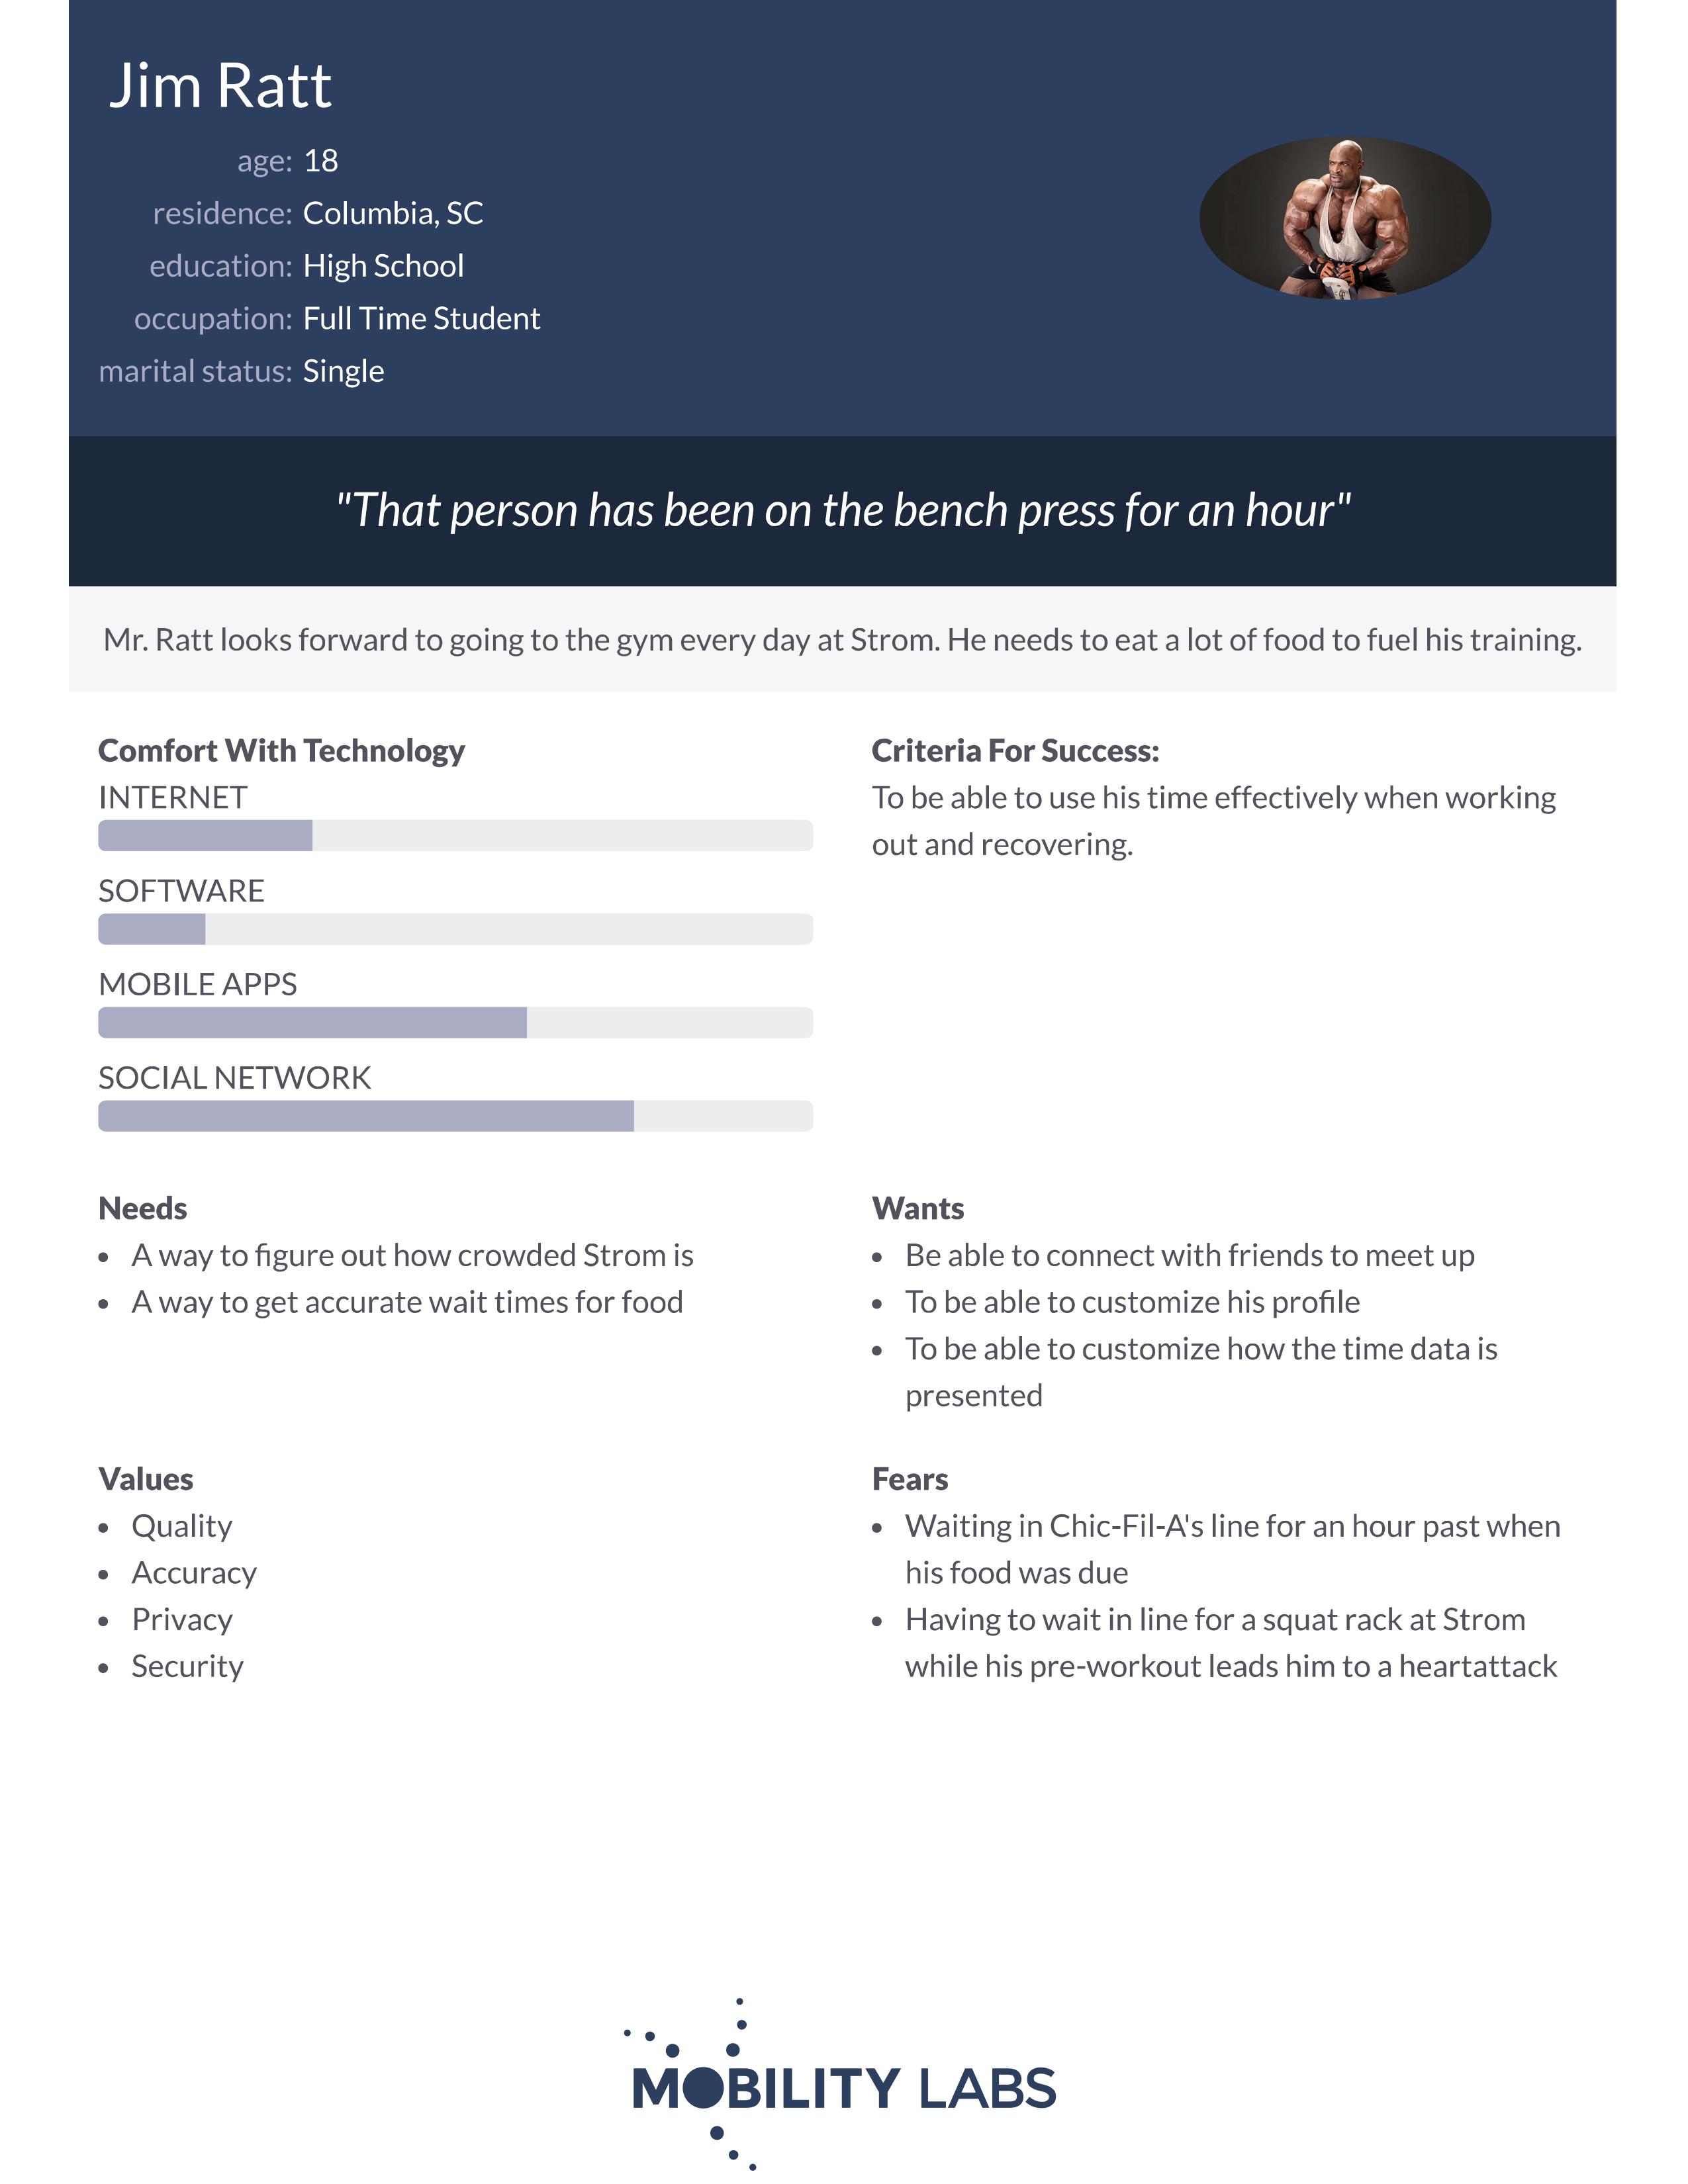 Jim Ratt
age: 18
residence: Columbia, SC
education: High School
occupation: Full Time Student
marital status: Single
"That person has been on the bench press for an hour"
Mr. Ratt looks forward to going to the gym every day at Strom. He needs to eat a lot of food to fuel his training.
Comfort With Technology
INTERNET
SOFTWARE
MOBILE APPS
SOCIAL NETWORK
Criteria For Success:
To be able to use his time effectively when working
out and recovering.
Needs
• A way to figure out how crowded Strom is
• A way to get accurate wait times for food
Wants
• Be able to connect with friends to meet up
• To be able to customize his profile
• To be able to customize how the time data is
presented
Values
• Quality
• Accuracy
• Privacy
• Security
Fears
• Waiting in Chic-Fil-A's line for an hour past when
his food was due
• Having to wait in line for a squat rack at Strom
while his pre-workout leads him to a heartattack
MOBILITY LABS